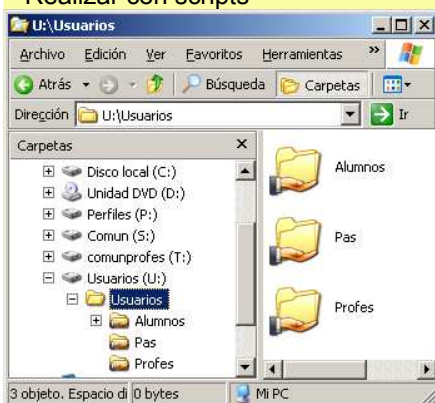 Realizar con scripts
U:\Usuarios
Archivo Edición Ver Favoritos Herramientas »
Atrás Búsqueda Carpetas
Dirección U:\Usuarios Ir
Carpetas x
Disco local (C:)
Unidad DVD (D:)
Perfiles (P:)
Comun (S:)
comunprofes (T:)
Usuarios (U:)
Usuarios
Alumnos
Pas
Profes
Alumnos
Pas
Profes
3 objeto. Espacio di 0 bytes Mi PC